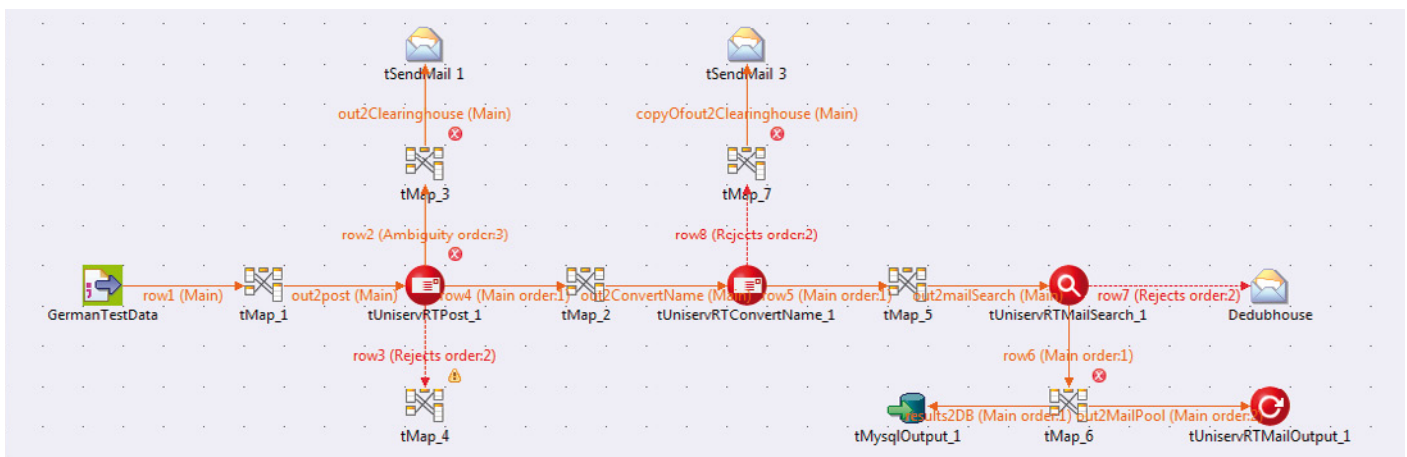 tSendMail 1
tSendMail 3
out2Clearinghouse (Main)
copyOfout2Clearinghouse (Main)
tMap_3
tMap_7
row2 (Ambiguity order:3)
row8 (Rejects order:2)
row1 (Main)
out2post (Main)
row4 (Main order:1)
out2ConvertName (Main)
row5 (Main order:1)
out2mailSearch (Main)
row7 (Rejects order:2)
GermanTestData
tMap_1
tUniservRTPost_1
tMap_2
tUniservRTConvertName_1
tMap_5
tUniservRTMailSearch_1
Dedubhouse
row3 (Rejects order:2)
row6 (Main order:1)
results2DB (Main order:1)
out2MailPool (Main order:2)
tMap_4
tMysqlOutput_1
tMap_6
tUniservRTMailOutput_1